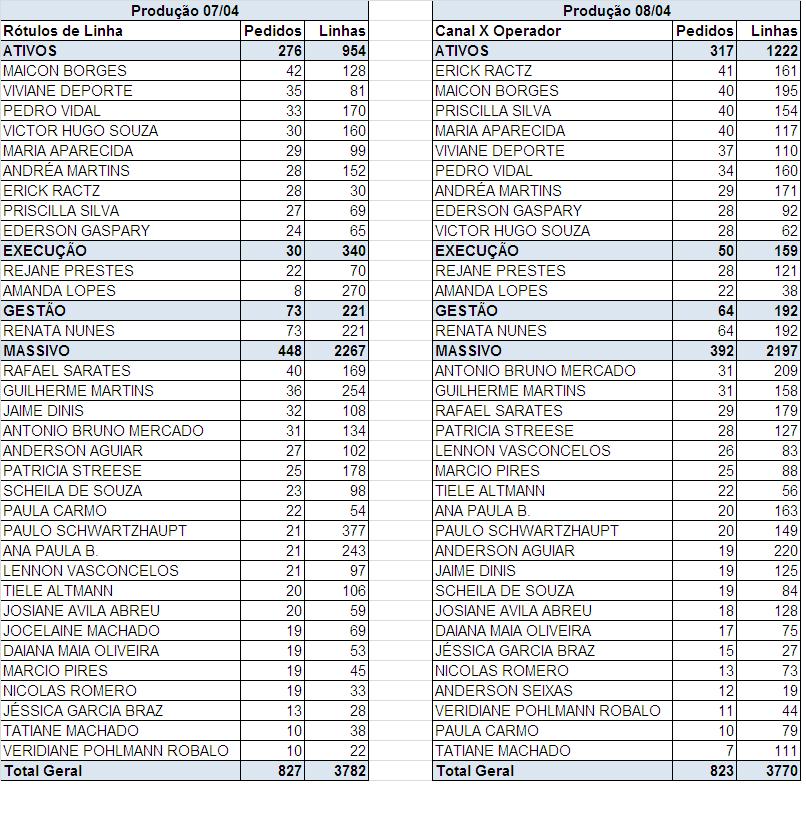 Produção 07/04
Rótulos de Linha Pedidos Linhas
ATIVOS 276 954
MAICON BORGES 42 128
VIVIANE DEPORTE 35 81
PEDRO VIDAL 33 170
VICTOR HUGO SOUZA 30 160
MARIA APARECIDA 29 99
ANDRÉA MARTINS 28 152
ERICK RACTZ 28 30
PRISCILLA SILVA 27 69
EDERSON GASPARY 24 65
EXECUÇÃO 30 340
REJANE PRESTES 22 70
AMANDA LOPES 8 270
GESTÃO 73 221
RENATA NUNES 73 221
MASSIVO 448 2267
RAFAEL SARATES 40 169
GUILHERME MARTINS 36 254
JAIME DINIS 32 108
ANTONIO BRUNO MERCADO 31 134
ANDERSON AGUIAR 27 102
PATRICIA STREESE 25 178
SCHEILA DE SOUZA 23 98
PAULA CARMO 22 54
PAULO SCHWARTZHAUPT 21 377
ANA PAULA B. 21 243
LENNON VASCONCELOS 21 97
TIELE ALTMANN 20 106
JOSIANE AVILA ABREU 20 59
JOCELAINE MACHADO 19 69
DAIANA MAIA OLIVEIRA 19 53
MARCIO PIRES 19 45
NICOLAS ROMERO 19 33
JÉSSICA GARCIA BRAZ 13 28
TATIANE MACHADO 10 38
VERIDIANE POHLMANN ROBALO 10 22
Total Geral 827 3782
Produção 08/04
Canal X Operador Pedidos Linhas
ATIVOS 317 1222
ERICK RACTZ 41 161
MAICON BORGES 40 195
PRISCILLA SILVA 40 154
MARIA APARECIDA 40 117
VIVIANE DEPORTE 37 110
PEDRO VIDAL 34 160
ANDRÉA MARTINS 29 171
EDERSON GASPARY 28 92
VICTOR HUGO SOUZA 28 62
EXECUÇÃO 50 159
REJANE PRESTES 28 121
AMANDA LOPES 22 38
GESTÃO 64 192
RENATA NUNES 64 192
MASSIVO 392 2197
ANTONIO BRUNO MERCADO 31 209
GUILHERME MARTINS 31 158
RAFAEL SARATES 29 179
PATRICIA STREESE 28 127
LENNON VASCONCELOS 26 83
MARCIO PIRES 25 88
TIELE ALTMANN 22 56
ANA PAULA B. 20 163
PAULO SCHWARTZHAUPT 20 149
ANDERSON AGUIAR 19 220
JAIME DINIS 19 125
SCHEILA DE SOUZA 19 84
JOSIANE AVILA ABREU 18 128
DAIANA MAIA OLIVEIRA 17 75
JÉSSICA GARCIA BRAZ 15 27
NICOLAS ROMERO 13 73
ANDERSON SEIXAS 12 19
VERIDIANE POHLMANN ROBALO 11 44
PAULA CARMO 10 79
TATIANE MACHADO 7 111
Total Geral 823 3770